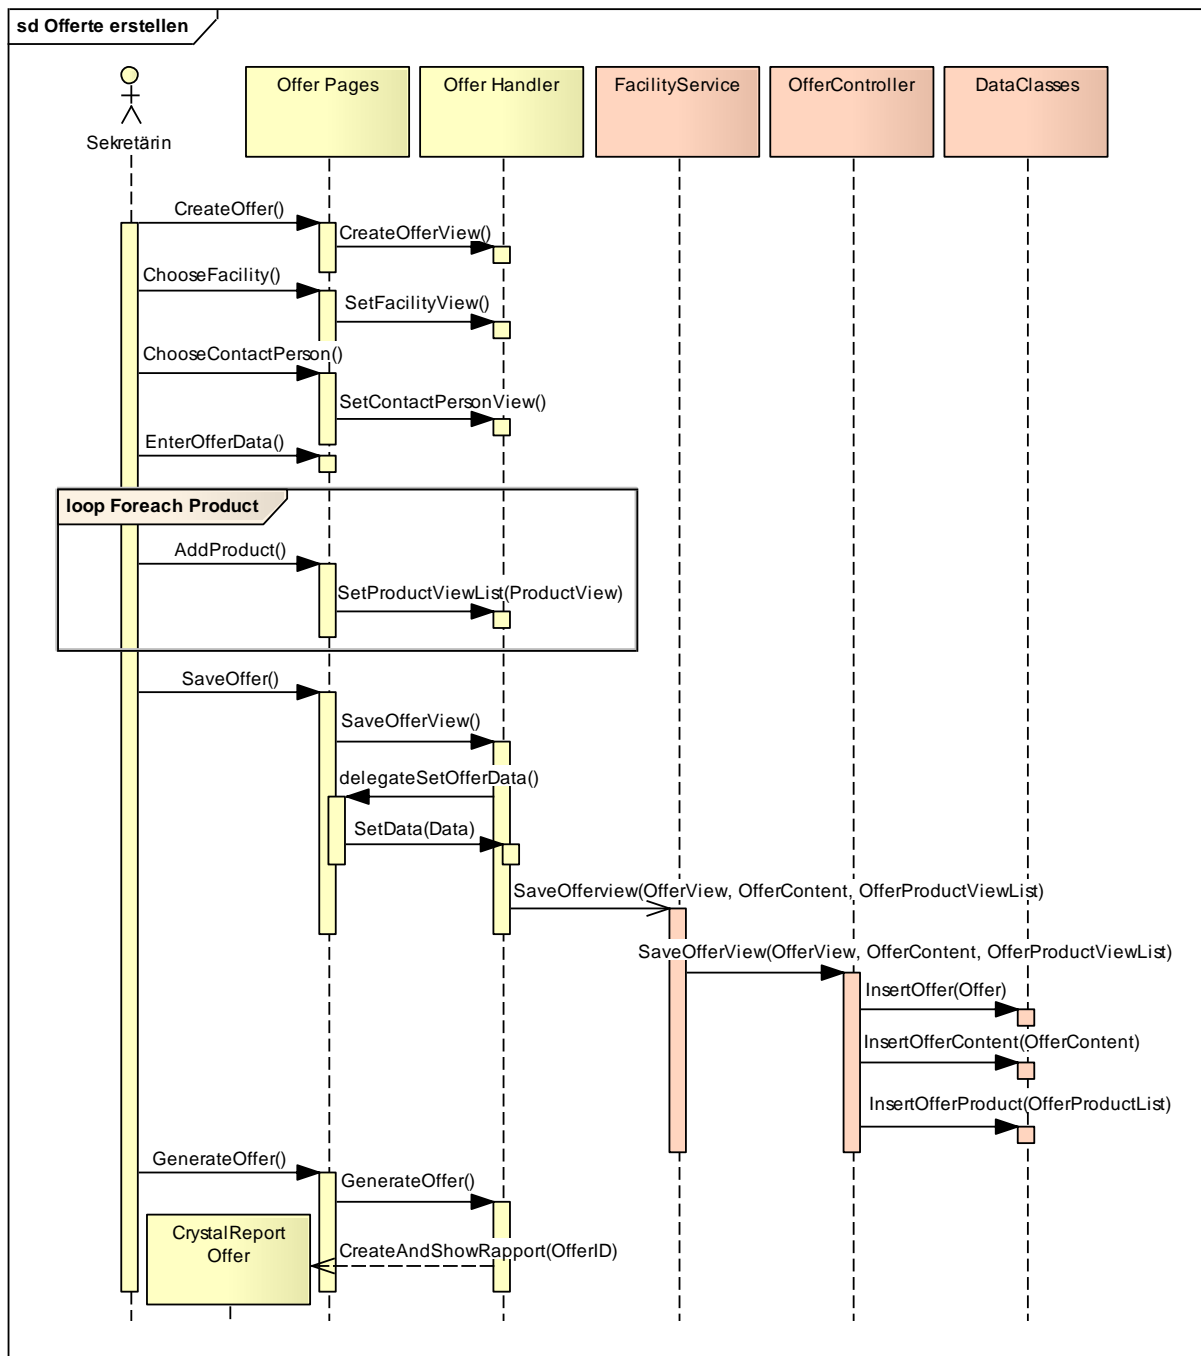 sd Offerte erstellen
Sekretärin
Offer Pages
Offer Handler
FacilityService
OfferController
DataClasses
CreateOffer()
CreateOfferView()
ChooseFacility()
SetFacilityView()
ChooseContactPerson()
SetContactPersonView()
EnterOfferData()
loop Foreach Product
AddProduct()
SetProductViewList(ProductView)
SaveOffer()
SaveOfferView()
delegateSetOfferData()
SetData(Data)
SaveOfferview(OfferView, OfferContent, OfferProductViewList)
SaveOfferView(OfferView, OfferContent, OfferProductViewList)
InsertOffer(Offer)
InsertOfferContent(OfferContent)
InsertOfferProduct(OfferProductList)
GenerateOffer()
GenerateOffer()
CrystalReport
Offer
CreateAndShowRapport(OfferID)